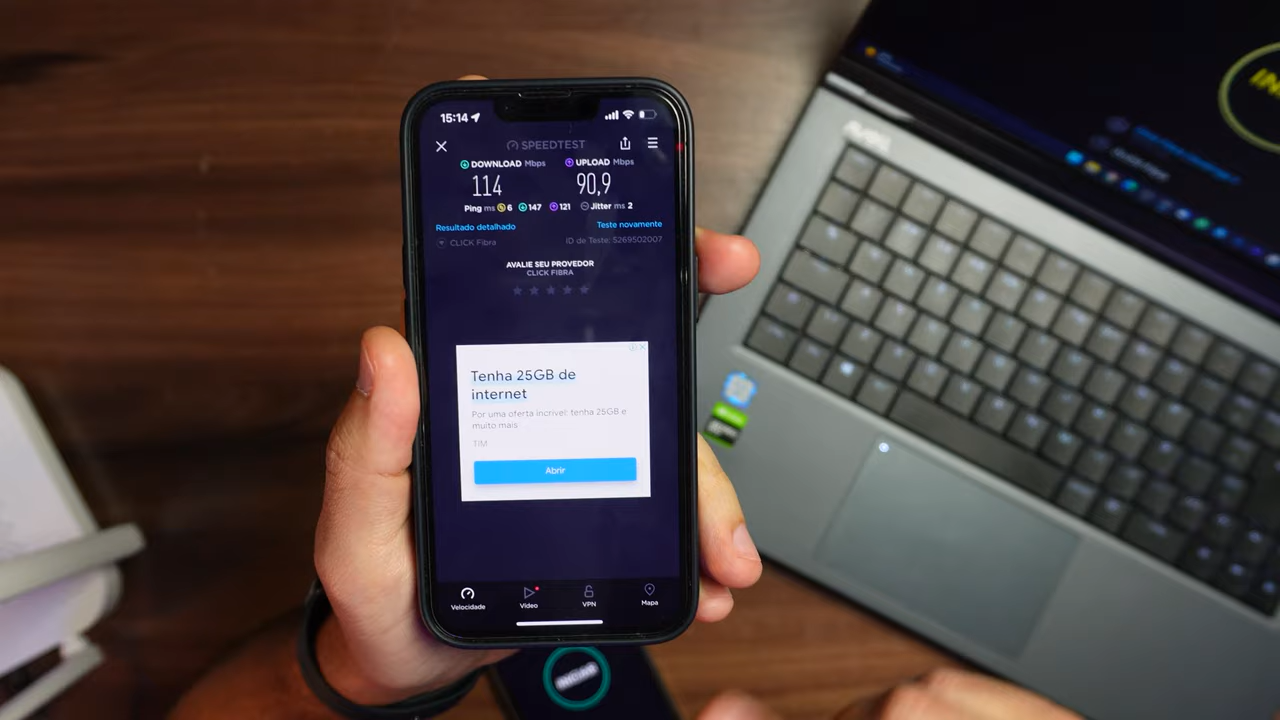 15:14
SPEEDTEST
DOWNLOAD Mbps UPLOAD Mbps
114 90,9
Ping ms 6 147 121 Jitter ms 2
Resultado detalhado Teste novamente
CLICK Fibra ID de Teste: 5269502007
AVALIE SEU PROVEDOR
CLICK FIBRA
Tenha 25GB de
internet
Por uma oferta incrível: tenha 25GB e
muito mais
TIM
Abrir
Velocidade Vídeo VPN Mapa
INICIAR